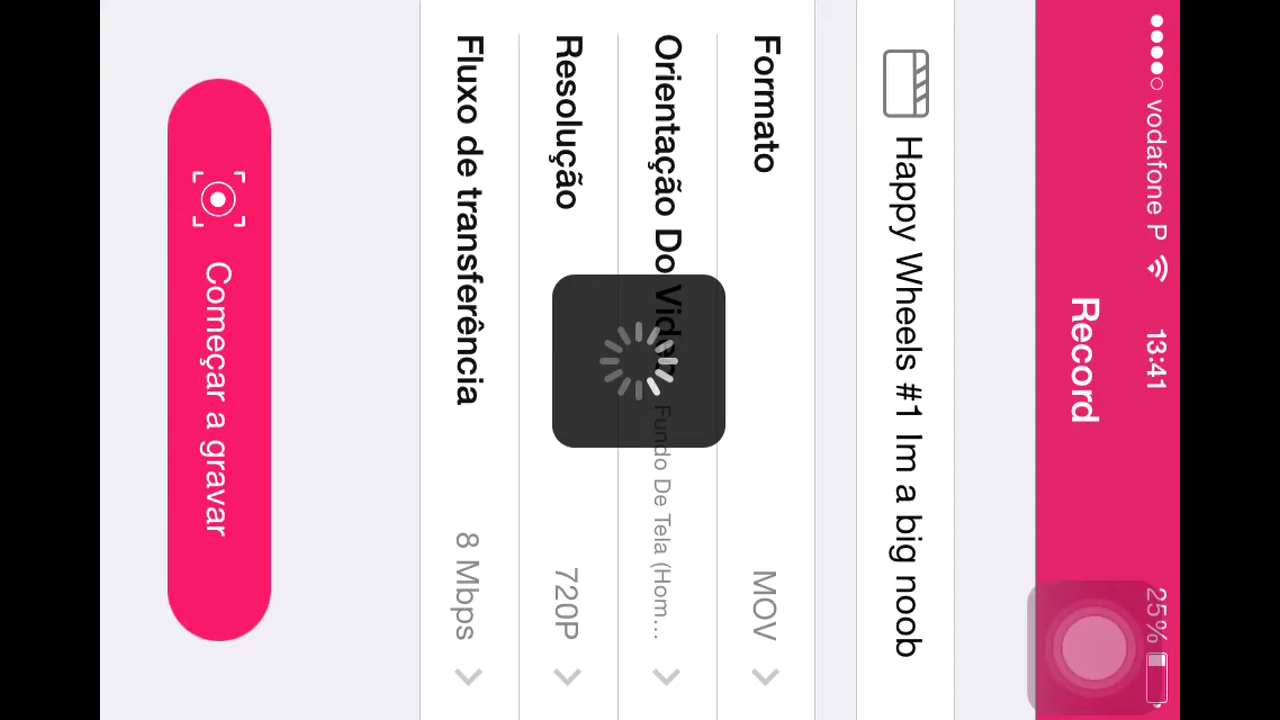 vodafone P 13:41 25%
Record
Happy Wheels #1 Im a big noob
Formato MOV
Orientação Do Video Fundo De Tela (Hom...
Resolução 720P
Fluxo de transferência 8 Mbps
Começar a gravar